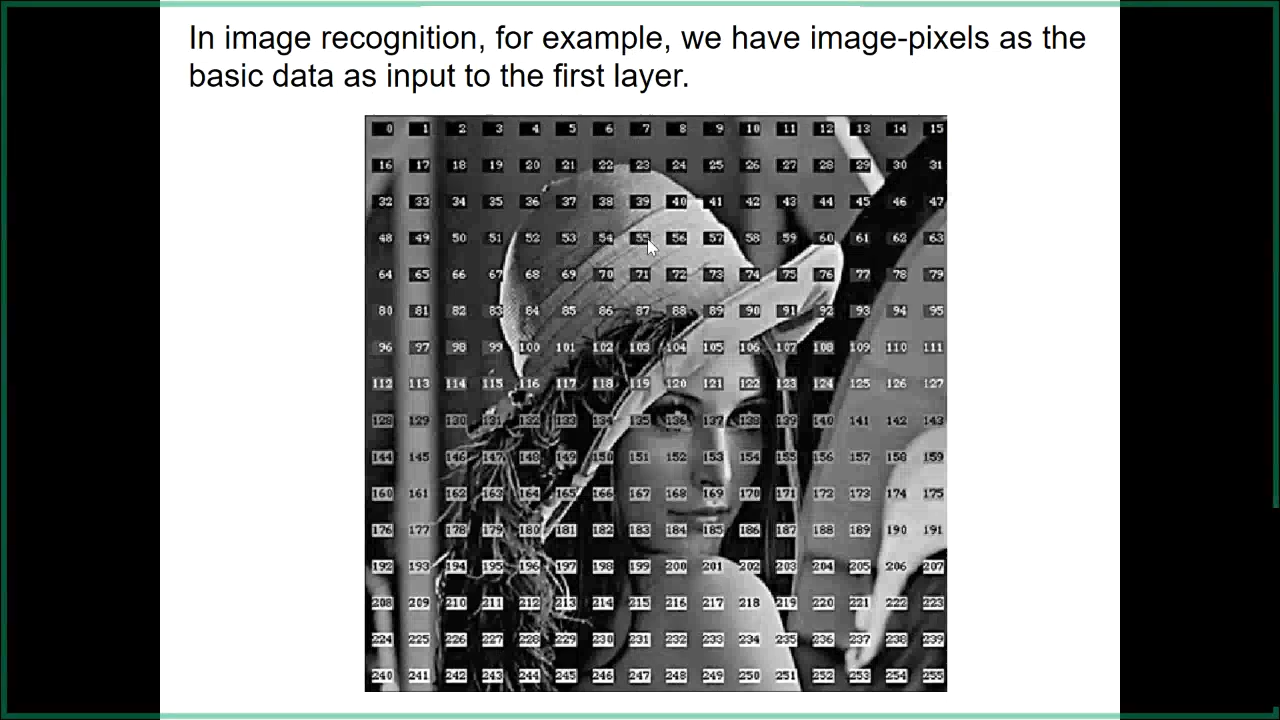 In image recognition, for example, we have image-pixels as the
basic data as input to the first layer.
0 1 2 3 4 5 6 7 8 9 10 11 12 13 14 15
16 17 18 19 20 21 22 23 24 25 26 27 28 29 30 31
32 33 34 35 36 37 38 39 40 41 42 43 44 45 46 47
48 49 50 51 52 53 54 55 56 57 58 59 60 61 62 63
64 65 66 67 68 69 70 71 72 73 74 75 76 77 78 79
80 81 82 83 84 85 86 87 88 89 90 91 92 93 94 95
96 97 98 99 100 101 102 103 104 105 106 107 108 109 110 111
112 113 114 115 116 117 118 119 120 121 122 123 124 125 126 127
128 129 130 131 132 133 134 135 136 137 138 139 140 141 142 143
144 145 146 147 148 149 150 151 152 153 154 155 156 157 158 159
160 161 162 163 164 165 166 167 168 169 170 171 172 173 174 175
176 177 178 179 180 181 182 183 184 185 186 187 188 189 190 191
192 193 194 195 196 197 198 199 200 201 202 203 204 205 206 207
208 209 210 211 212 213 214 215 216 217 218 219 220 221 222 223
224 225 226 227 228 229 230 231 232 233 234 235 236 237 238 239
240 241 242 243 244 245 246 247 248 249 250 251 252 253 254 255